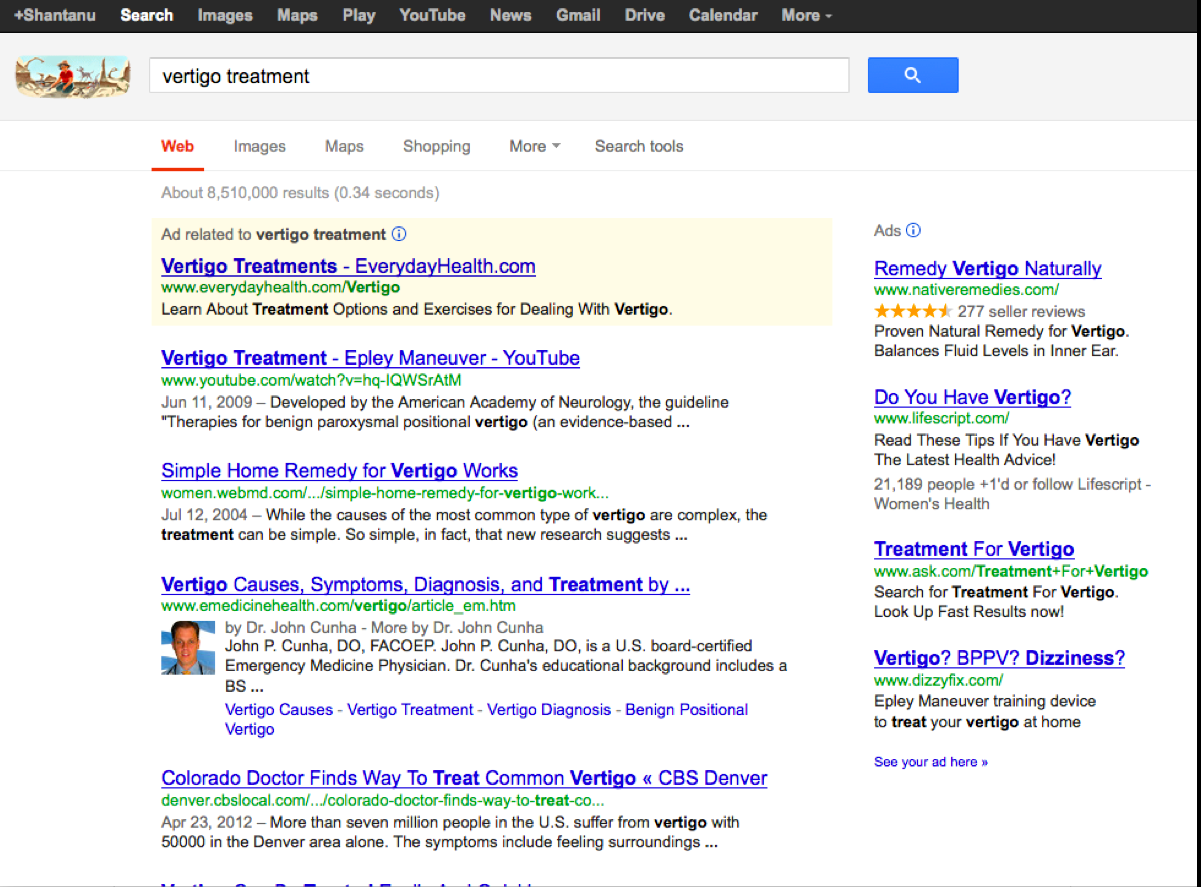 +Shantanu Search Images Maps Play YouTube News Gmail Drive Calendar More
vertigo treatment
Web Images Maps Shopping More Search tools
About 8,510,000 results (0.34 seconds)
Ad related to vertigo treatment
Vertigo Treatments - EverydayHealth.com
www.everydayhealth.com/Vertigo
Learn About Treatment Options and Exercises for Dealing With Vertigo.
Vertigo Treatment - Epley Maneuver - YouTube
www.youtube.com/watch?v=hq-IQWSrAtM
Jun 11, 2009 – Developed by the American Academy of Neurology, the guideline
"Therapies for benign paroxysmal positional vertigo (an evidence-based ...
Simple Home Remedy for Vertigo Works
women.webmd.com/.../simple-home-remedy-for-vertigo-work...
Jul 12, 2004 – While the causes of the most common type of vertigo are complex, the
treatment can be simple. So simple, in fact, that new research suggests ...
Vertigo Causes, Symptoms, Diagnosis, and Treatment by ...
www.emedicinehealth.com/vertigo/article_em.htm
by Dr. John Cunha - More by Dr. John Cunha
John P. Cunha, DO, FACOEP. John P. Cunha, DO, is a U.S. board-certified
Emergency Medicine Physician. Dr. Cunha's educational background includes a
BS ...
Vertigo Causes - Vertigo Treatment - Vertigo Diagnosis - Benign Positional
Vertigo
Colorado Doctor Finds Way To Treat Common Vertigo « CBS Denver
denver.cbslocal.com/.../colorado-doctor-finds-way-to-treat-co...
Apr 23, 2012 – More than seven million people in the U.S. suffer from vertigo with
50000 in the Denver area alone. The symptoms include feeling surroundings ...
Ads
Remedy Vertigo Naturally
www.nativeremedies.com/
277 seller reviews
Proven Natural Remedy for Vertigo.
Balances Fluid Levels in Inner Ear.
Do You Have Vertigo?
www.lifescript.com/
Read These Tips If You Have Vertigo
The Latest Health Advice!
21,189 people +1'd or follow Lifescript -
Women's Health
Treatment For Vertigo
www.ask.com/Treatment+For+Vertigo
Search for Treatment For Vertigo.
Look Up Fast Results now!
Vertigo? BPPV? Dizziness?
www.dizzyfix.com/
Epley Maneuver training device
to treat your vertigo at home
See your ad here »